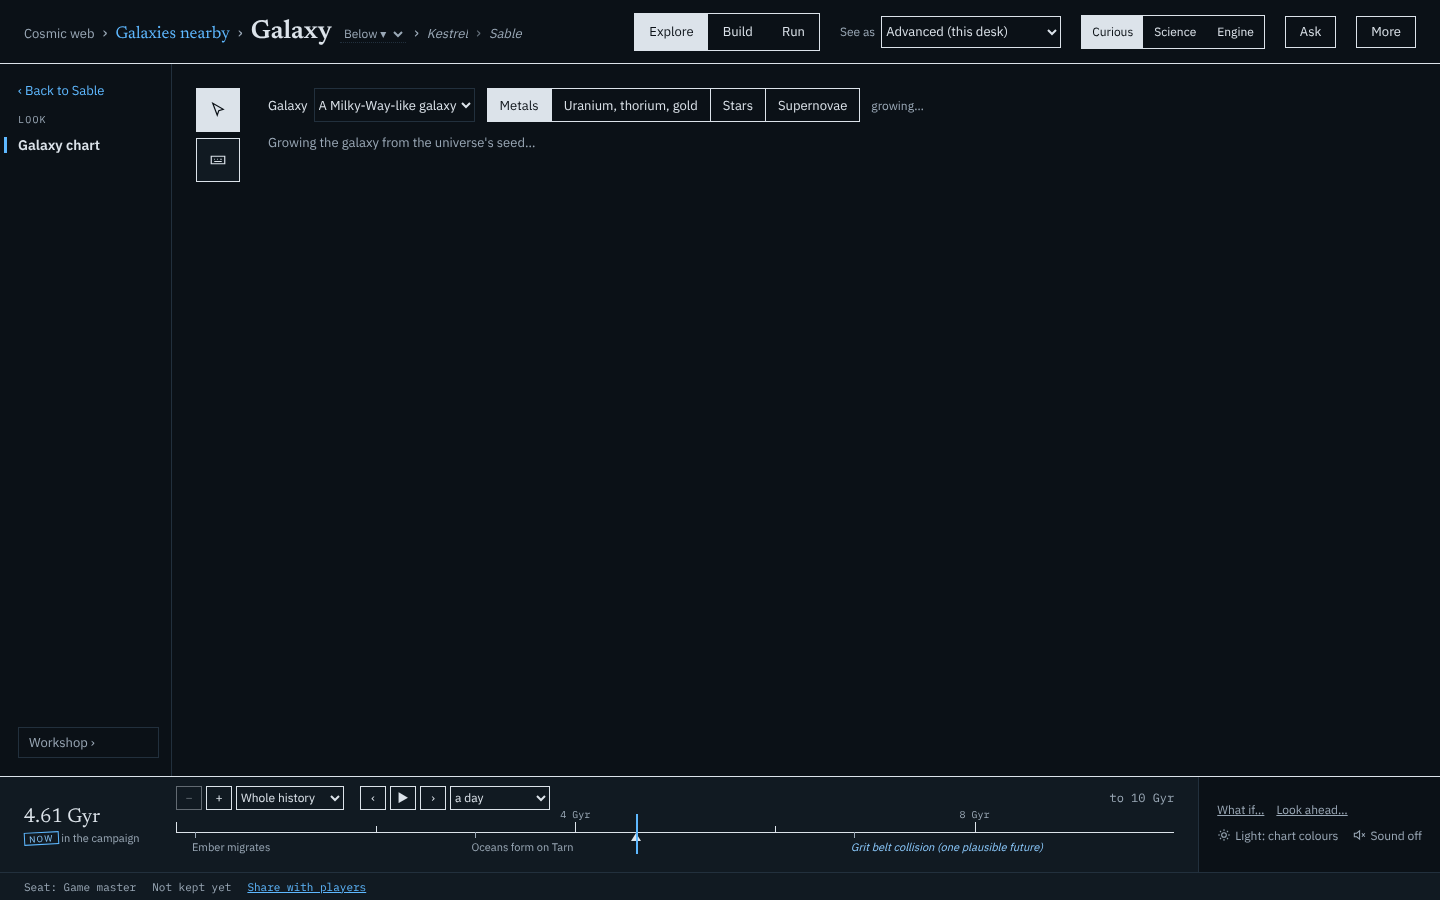 Cosmic web › Galaxies nearby › Galaxy Below ▾ › Kestrel › Sable
Explore Build Run
See as Advanced (this desk)
Curious Science Engine
Ask
More
‹ Back to Sable
LOOK
Galaxy chart
Workshop ›
Galaxy A Milky-Way-like galaxy Metals Uranium, thorium, gold Stars Supernovae growing...
Growing the galaxy from the universe's seed...
4.61 Gyr
NOW in the campaign
− + Whole history ‹ ▶ › a day
to 10 Gyr
4 Gyr 8 Gyr
Ember migrates Oceans form on Tarn Grit belt collision (one plausible future)
What if... Look ahead...
Light: chart colours Sound off
Seat: Game master Not kept yet Share with players